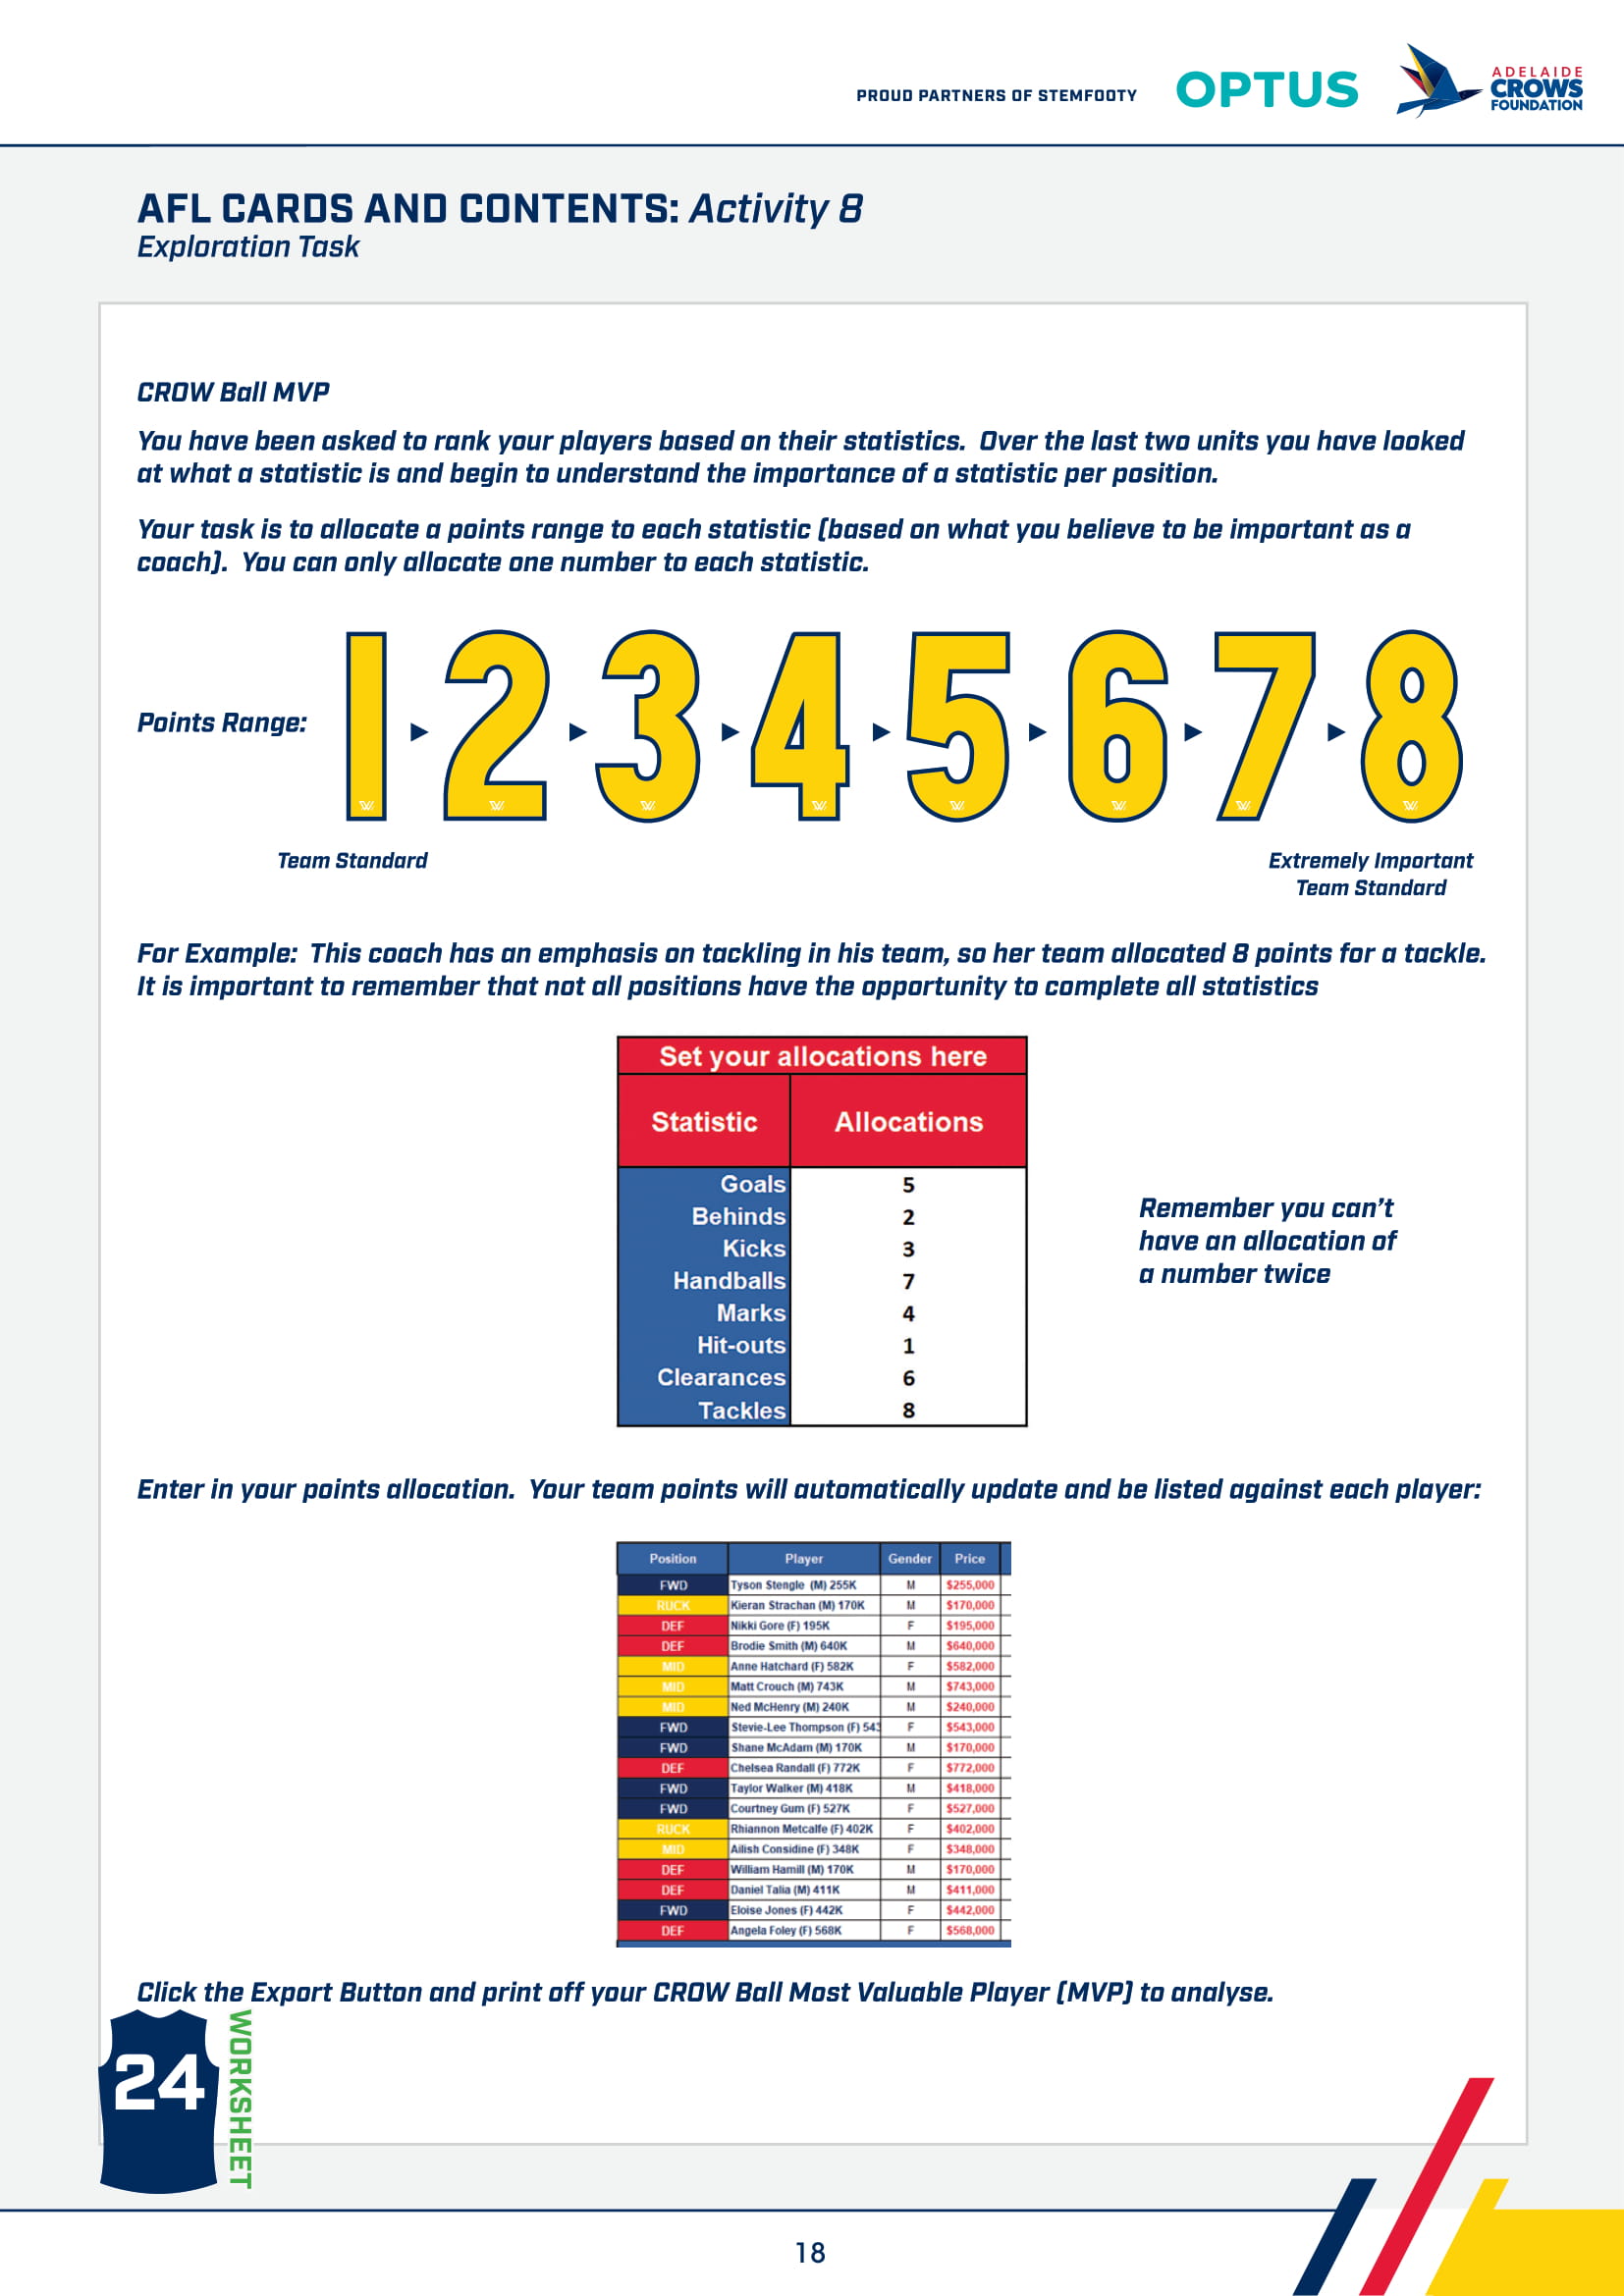 PROUD PARTNERS OF STEMFOOTY
OPTUS
ADELAIDE
CROWS
FOUNDATION
AFL CARDS AND CONTENTS: Activity 8
Exploration Task
CROW Ball MVP
You have been asked to rank your players based on their statistics. Over the last two units you have looked
at what a statistic is and begin to understand the importance of a statistic per position.
Your task is to allocate a points range to each statistic (based on what you believe to be important as a
coach). You can only allocate one number to each statistic.
Points Range: 1 2 3 4 5 6 7 8
Team Standard
Extremely Important
Team Standard
For Example: This coach has an emphasis on tackling in his team, so her team allocated 8 points for a tackle.
It is important to remember that not all positions have the opportunity to complete all statistics
Set your allocations here
Statistic Allocations
Goals 5
Behinds 2
Kicks 3
Handballs 7
Marks 4
Hit-outs 1
Clearances 6
Tackles 8
Remember you can't
have an allocation of
a number twice
Enter in your points allocation. Your team points will automatically update and be listed against each player:
Position Player Gender Price
FWD Tyson Stengle (M) 255K M $255,000
RUCK Kieran Strachan (M) 170K M $170,000
DEF Nikki Gore (F) 195K F $195,000
DEF Brodie Smith (M) 640K M $640,000
MID Anne Hatchard (F) 582K F $582,000
MID Matt Crouch (M) 743K M $743,000
MID Ned McHenry (M) 240K M $240,000
FWD Stevie-Lee Thompson (F) 543 F $543,000
FWD Shane McAdam (M) 170K M $170,000
DEF Chelsea Randall (F) 772K F $772,000
FWD Taylor Walker (M) 418K M $418,000
FWD Courtney Gum (F) 527K F $527,000
RUCK Rhiannon Metcalfe (F) 402K F $402,000
MID Ailish Considine (F) 348K F $348,000
DEF William Hamill (M) 170K M $170,000
DEF Daniel Talia (M) 411K M $411,000
FWD Eloise Jones (F) 442K F $442,000
DEF Angela Foley (F) 568K F $568,000
Click the Export Button and print off your CROW Ball Most Valuable Player (MVP) to analyse.
24
WORKSHEET
18